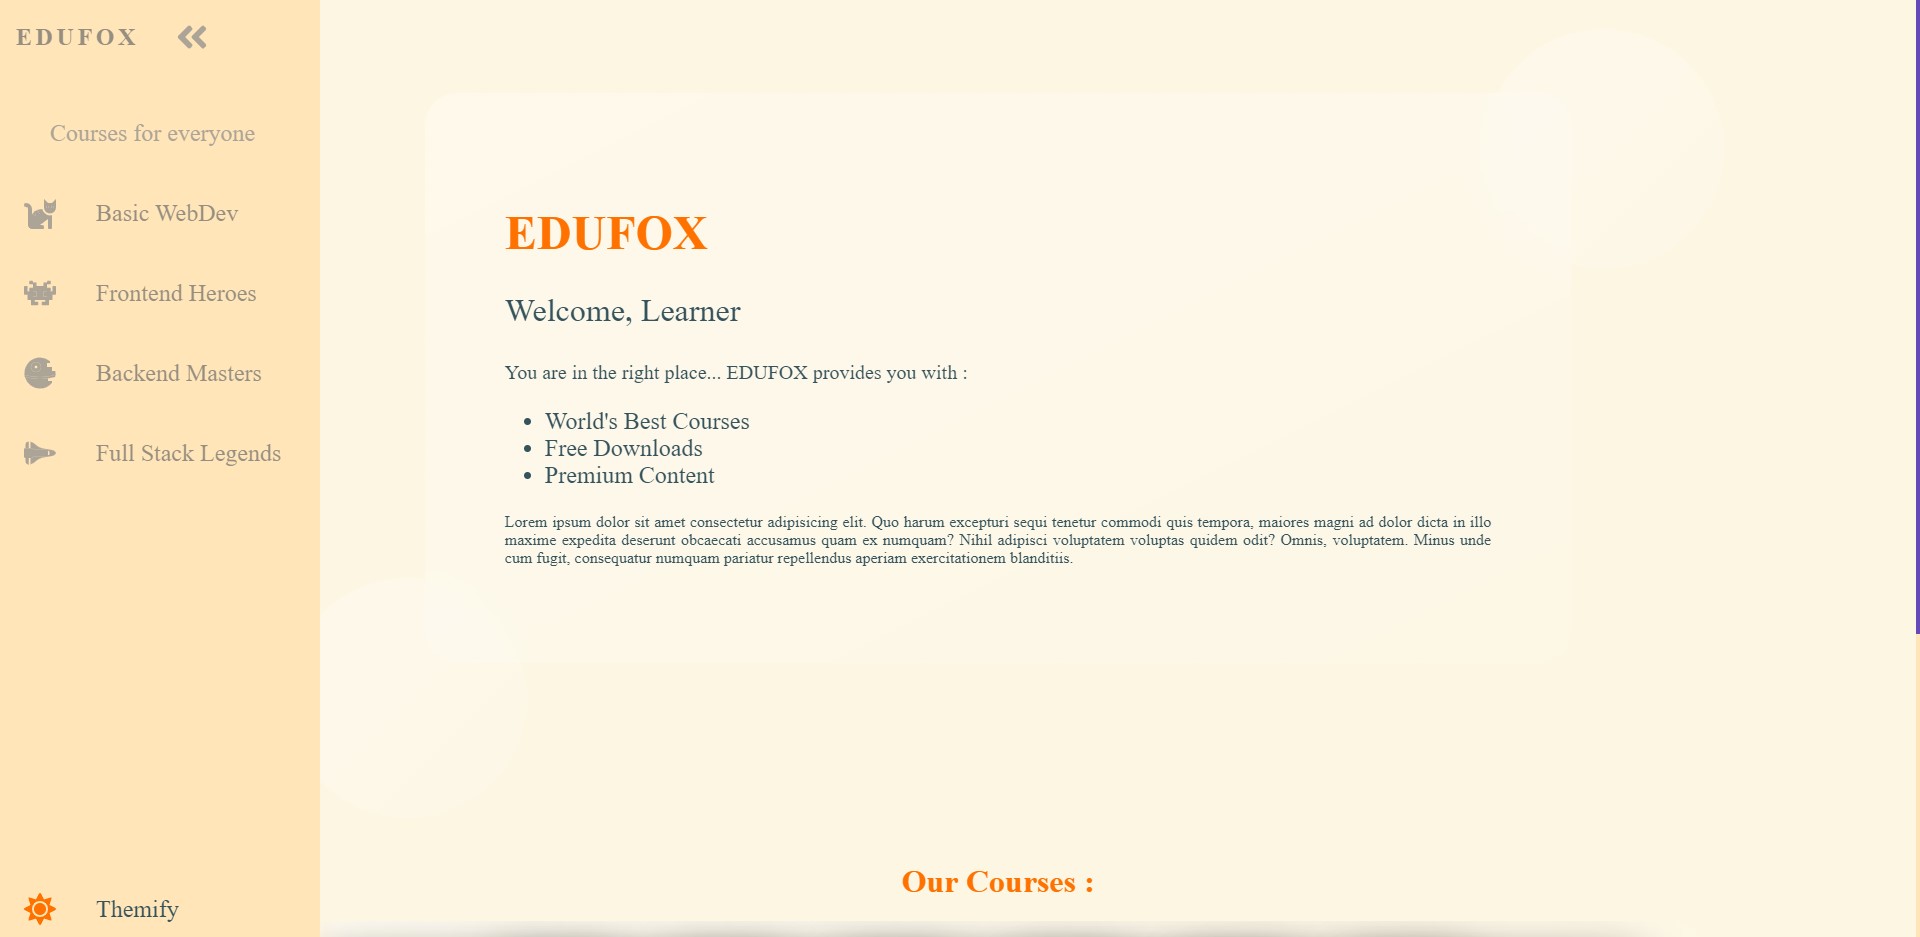 EDUFOX
Courses for everyone
Basic WebDev
Frontend Heroes
Backend Masters
Full Stack Legends
Themify
EDUFOX
Welcome, Learner
You are in the right place... EDUFOX provides you with :
World's Best Courses
Free Downloads
Premium Content
Lorem ipsum dolor sit amet consectetur adipisicing elit. Quo harum excepturi sequi tenetur commodi quis tempora, maiores magni ad dolor dicta in illo
maxime expedita deserunt obcaecati accusamus quam ex numquam? Nihil adipisci voluptatem voluptas quidem odit? Omnis, voluptatem. Minus unde
cum fugit, consequatur numquam pariatur repellendus aperiam exercitationem blanditiis.
Our Courses :